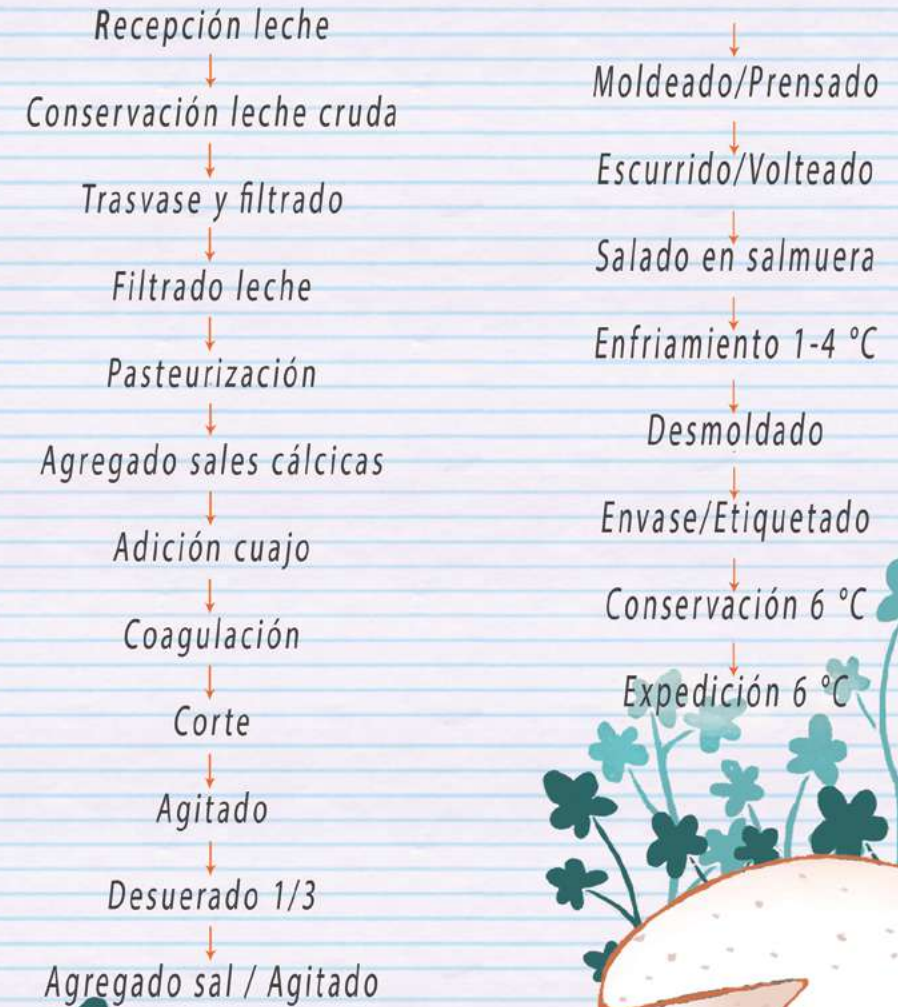 Recepción leche
Conservación leche cruda
Trasvase y filtrado
Filtrado leche
Pasteurización
Agregado sales cálcicas
Adición cuajo
Coagulación
Corte
Agitado
Desuerado 1/3
Agregado sal / Agitado
Moldeado/Prensado
Escurrido/Volteado
Salado en salmuera
Enfriamiento 1-4 °C
Desmoldado
Envase/Etiquetado
Conservación 6 °C
Expedición 6 °C